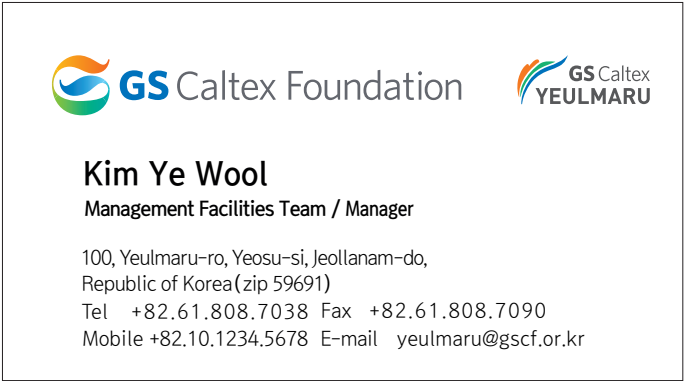 GS Caltex Foundation
GS Caltex
YEULMARU
Kim Ye Wool
Management Facilities Team / Manager
100, Yeulmaru-ro, Yeosu-si, Jeollanam-do,
Republic of Korea(zip 59691)
Tel +82.61.808.7038 Fax +82.61.808.7090
Mobile +82.10.1234.5678 E-mail yeulmaru@gscf.or.kr